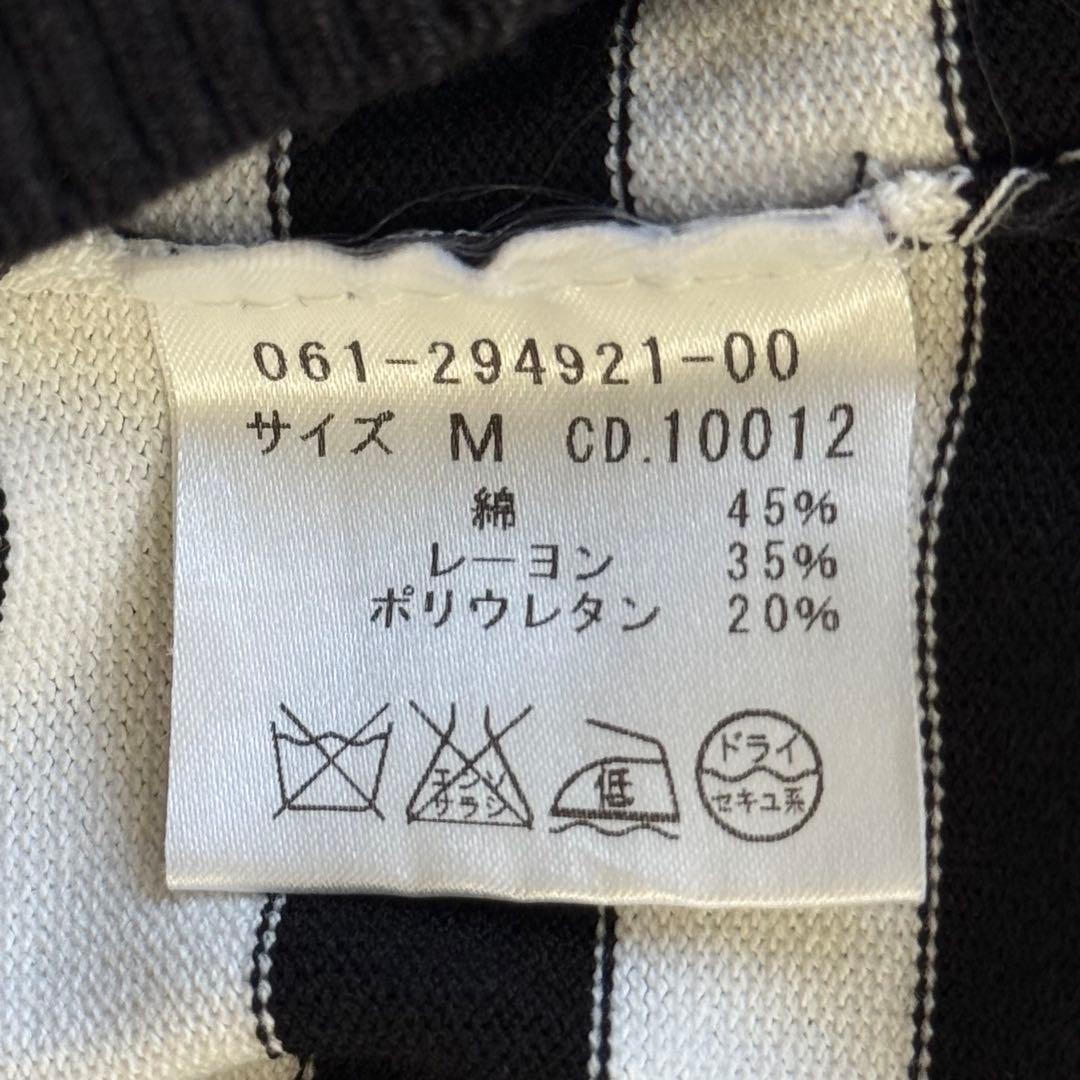 061-294921-00
サイズ M CD.10012
綿 45%
レーヨン 35%
ポリウレタン 20%
エンソ
サラシ
低
ドライ
セキユ系